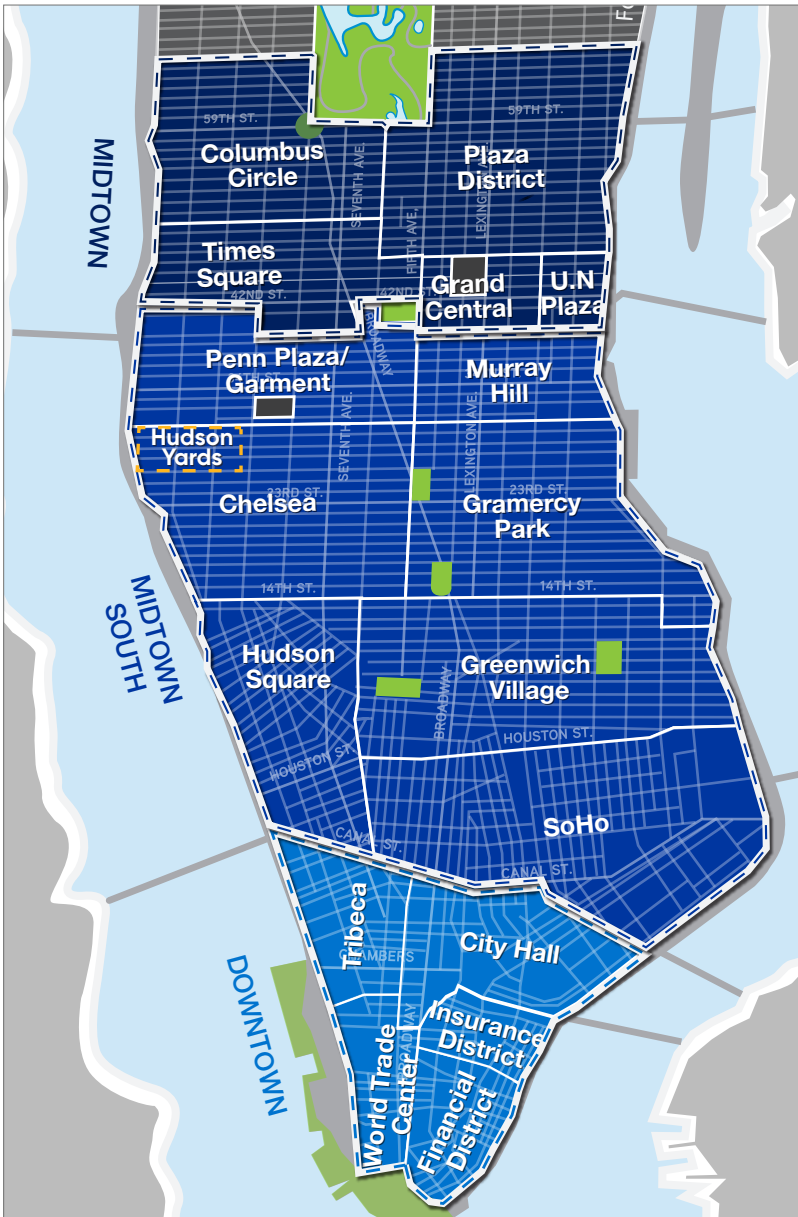 Fo
59TH ST.
59TH ST.
Columbus
Circle
SEVENTH AVE.
Plaza
District
LEXINGTON AVE.
MIDTOWN
FIFTH AVE.
Times
Square
42ND ST.
42ND ST.
Grand
Central
U.N
Plaza
BROADWAY
Penn Plaza/
Garment
Murray
Hill
SEVENTH AVE.
LEXINGTON AVE.
Hudson
Yards
23RD ST.
Chelsea
23RD ST.
Gramercy
Park
14TH ST.
14TH ST.
MIDTOWN
SOUTH
Hudson
Square
Greenwich
Village
BROADWAY
HOUSTON ST.
HOUSTON ST.
SoHo
CANAL ST.
CANAL ST.
Tribeca
City Hall
CHAMBERS
DOWNTOWN
BROADWAY
Insurance
District
World Trade
Center
Financial
District